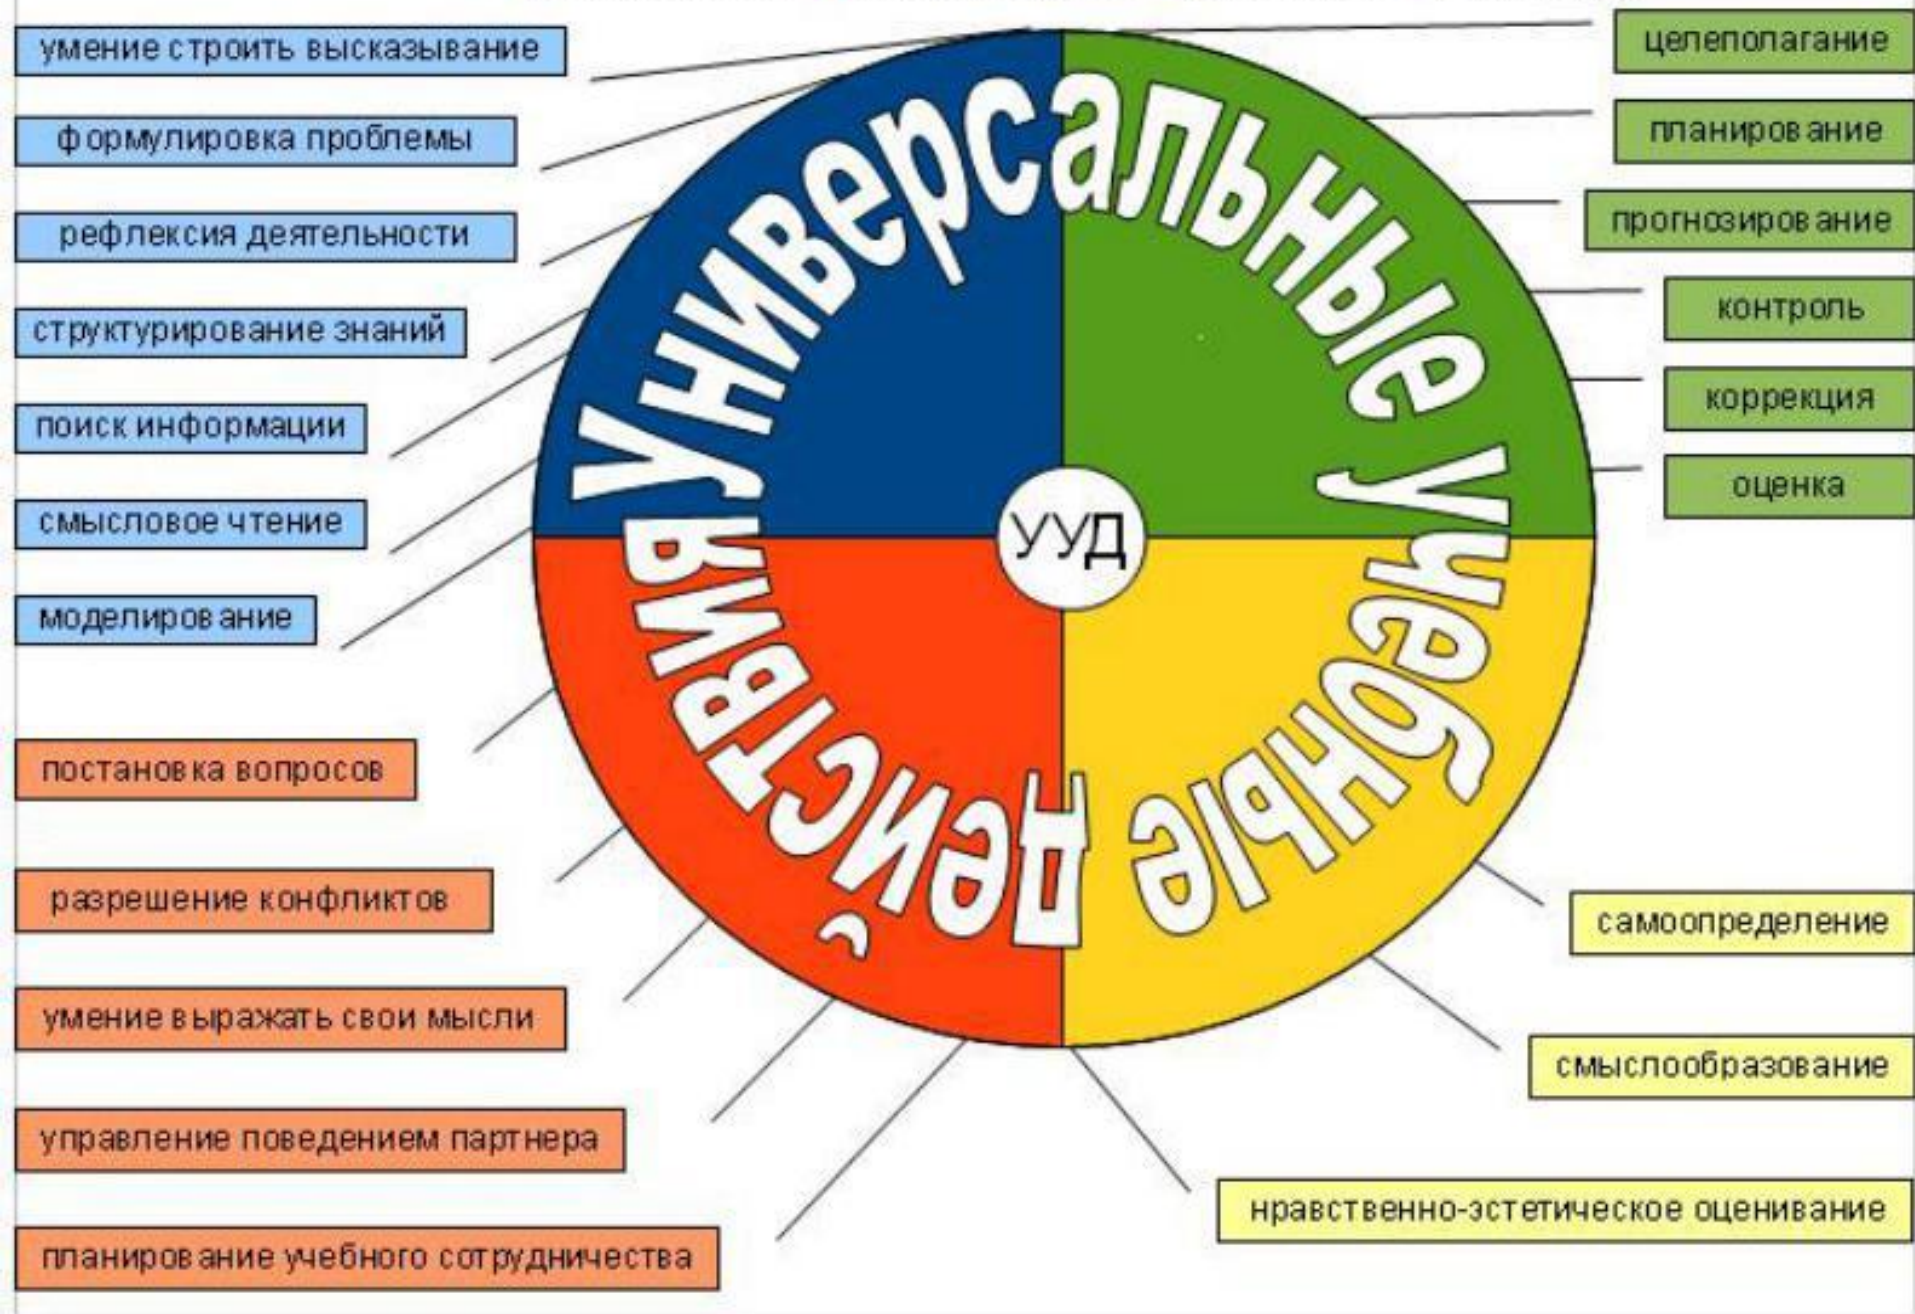 умение строить высказывание
формулировка проблемы
рефлексия деятельности
структурирование знаний
поиск информации
смысловое чтение
моделирование
постановка вопросов
разрешение конфликтов
умение выражать свои мысли
управление поведением партнера
планирование учебного сотрудничества
Универсальные учебные действия
УУД
целеполагание
планирование
прогнозирование
контроль
коррекция
оценка
самоопределение
смыслообразование
нравственно-эстетическое оценивание